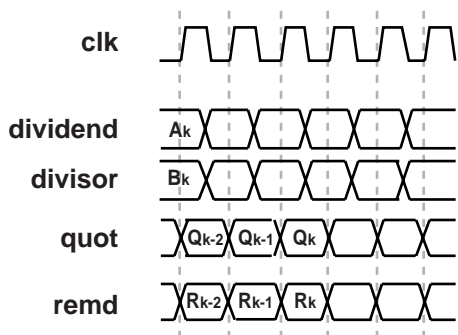 clk
dividend Ak
divisor Bk
quot Qk-2 Qk-1 Qk
remd Rk-2 Rk-1 Rk